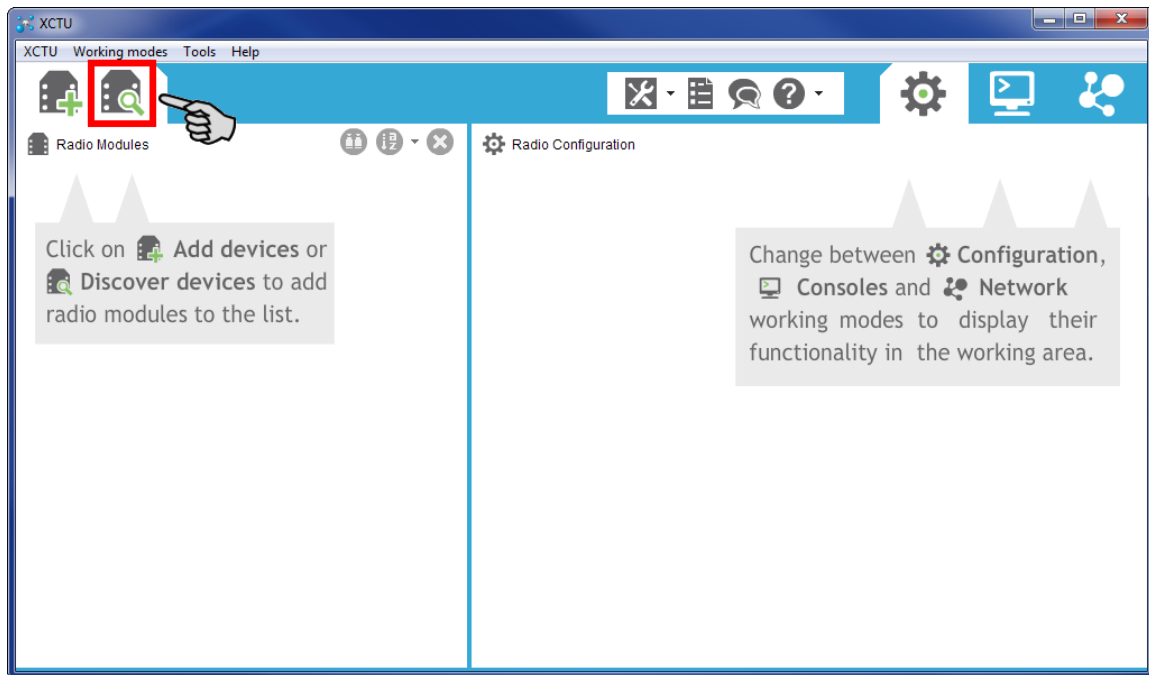 XCTU
XCTU Working modes Tools Help
Radio Modules
Radio Configuration
Click on Add devices or
Discover devices to add
radio modules to the list.
Change between Configuration,
Consoles and Network
working modes to display their
functionality in the working area.